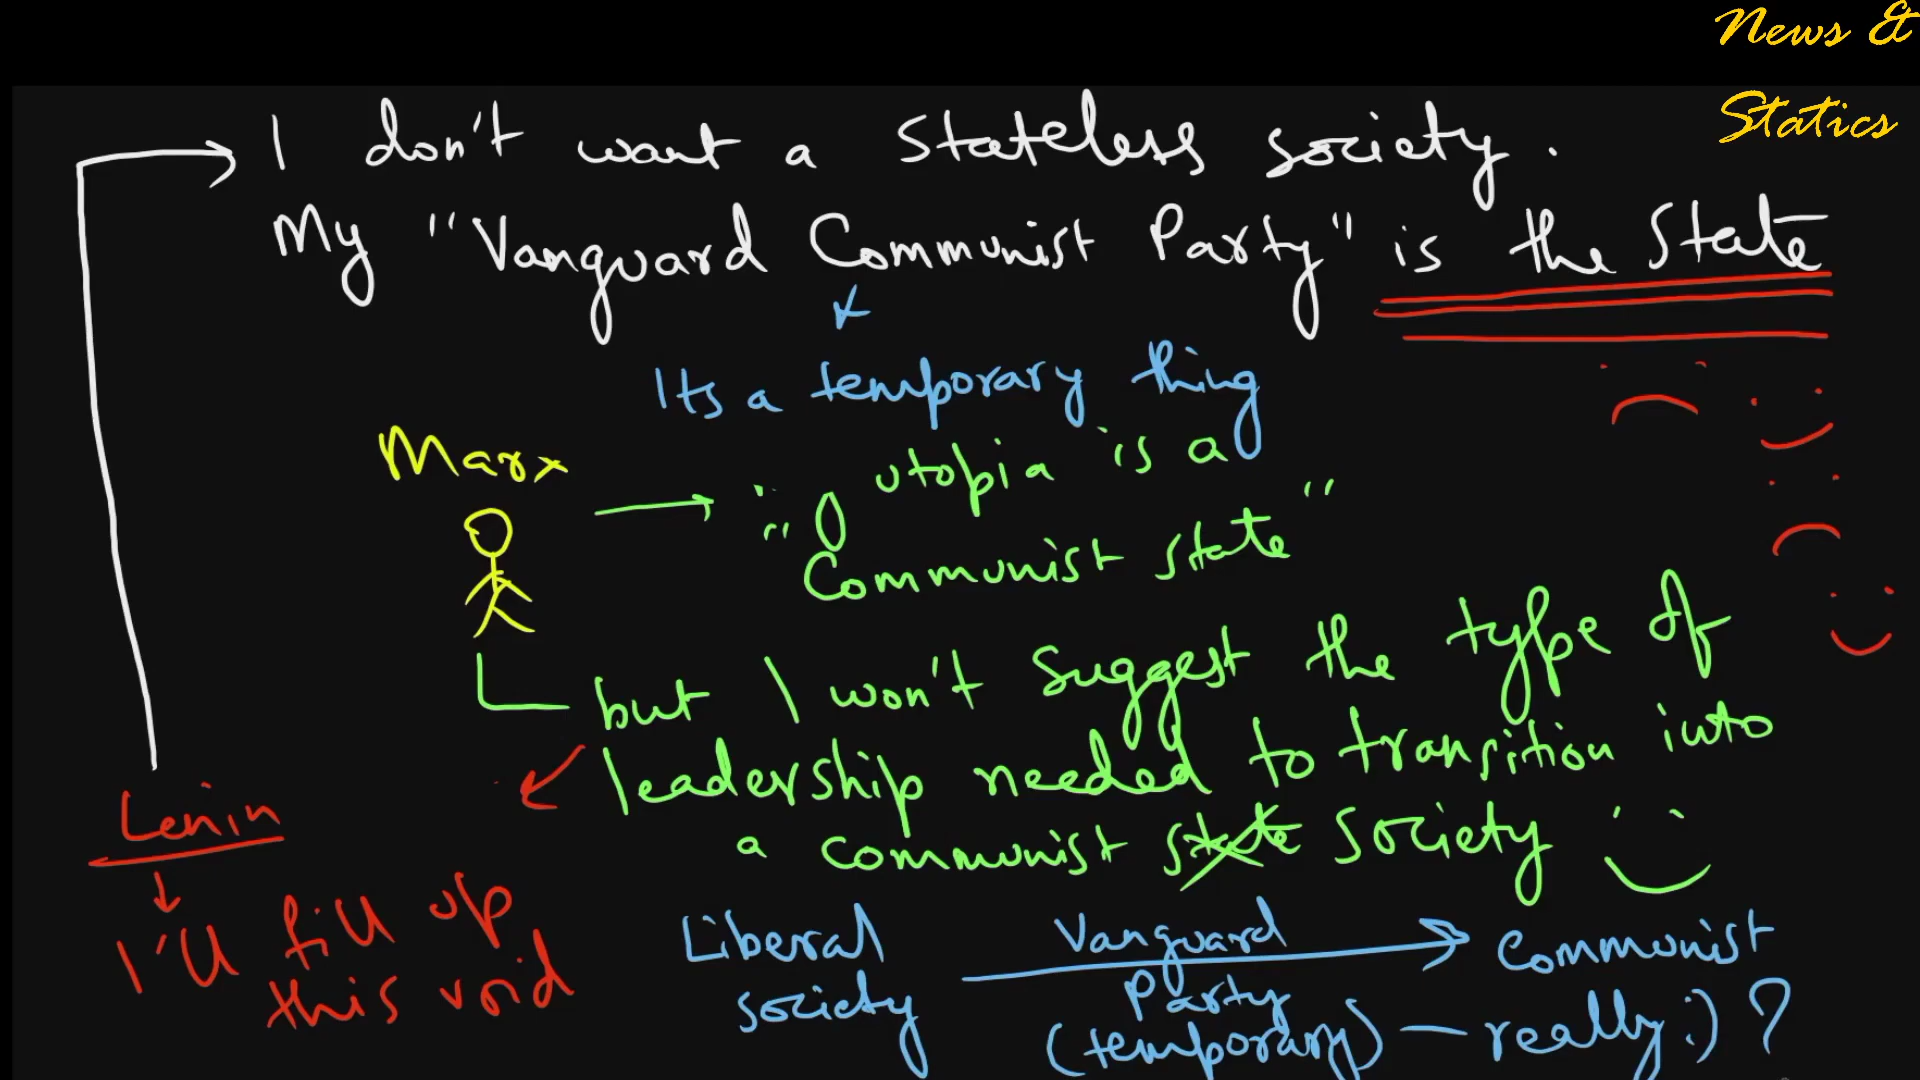 News &
Statics
I don't want a stateless society.
My "Vanguard Communist Party" is the state
Its a temporary thing
Marx
utopia is a
Communist state"
but I won't suggest the type of
leadership needed to transition into
a communist state society
Lenin
I'll fill up
this void
Liberal
society
Vanguard
Party
(temporary) — really :) ?
Communist